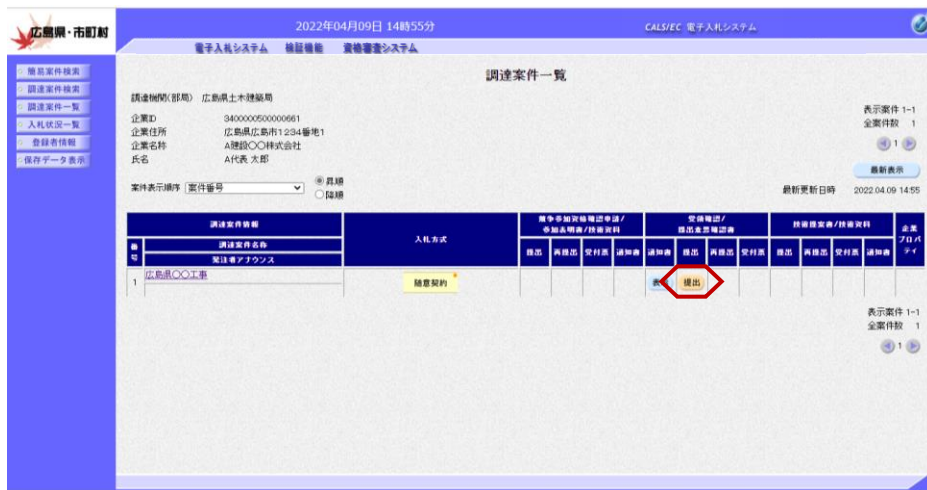 広島県・市町村
2022年04月09日 14時55分
CALS/EC 電子入札システム
電子入札システム 検証機能 資格審査システム
簡易案件検索
調達案件検索
調達案件一覧
入札状況一覧
登録者情報
保存データ表示
調達案件一覧
調達機関(部局) 広島県土木建築局
企業ID 3400000500000661
企業住所 広島県広島市1234番地1
企業名称 A建設〇〇株式会社
氏名 A代表 太郎
表示案件 1-1
全案件数 1
1
案件表示順序 案件番号
昇順
降順
最新表示
最新更新日時 2022.04.09 14:55
番号
調達案件情報
調達案件名称
発注者アナウンス
入札方式
競争参加資格確認申請/
参加表明書/技術資料
受領確認/
提出意思確認書
技術提案書/技術資料
企業プロパティ
提出 再提出 受付票 通知書 通知書 提出 再提出 受付票 提出 再提出 受付票 通知書
1 広島県〇〇工事
随意契約
提出
表示案件 1-1
全案件数 1
1